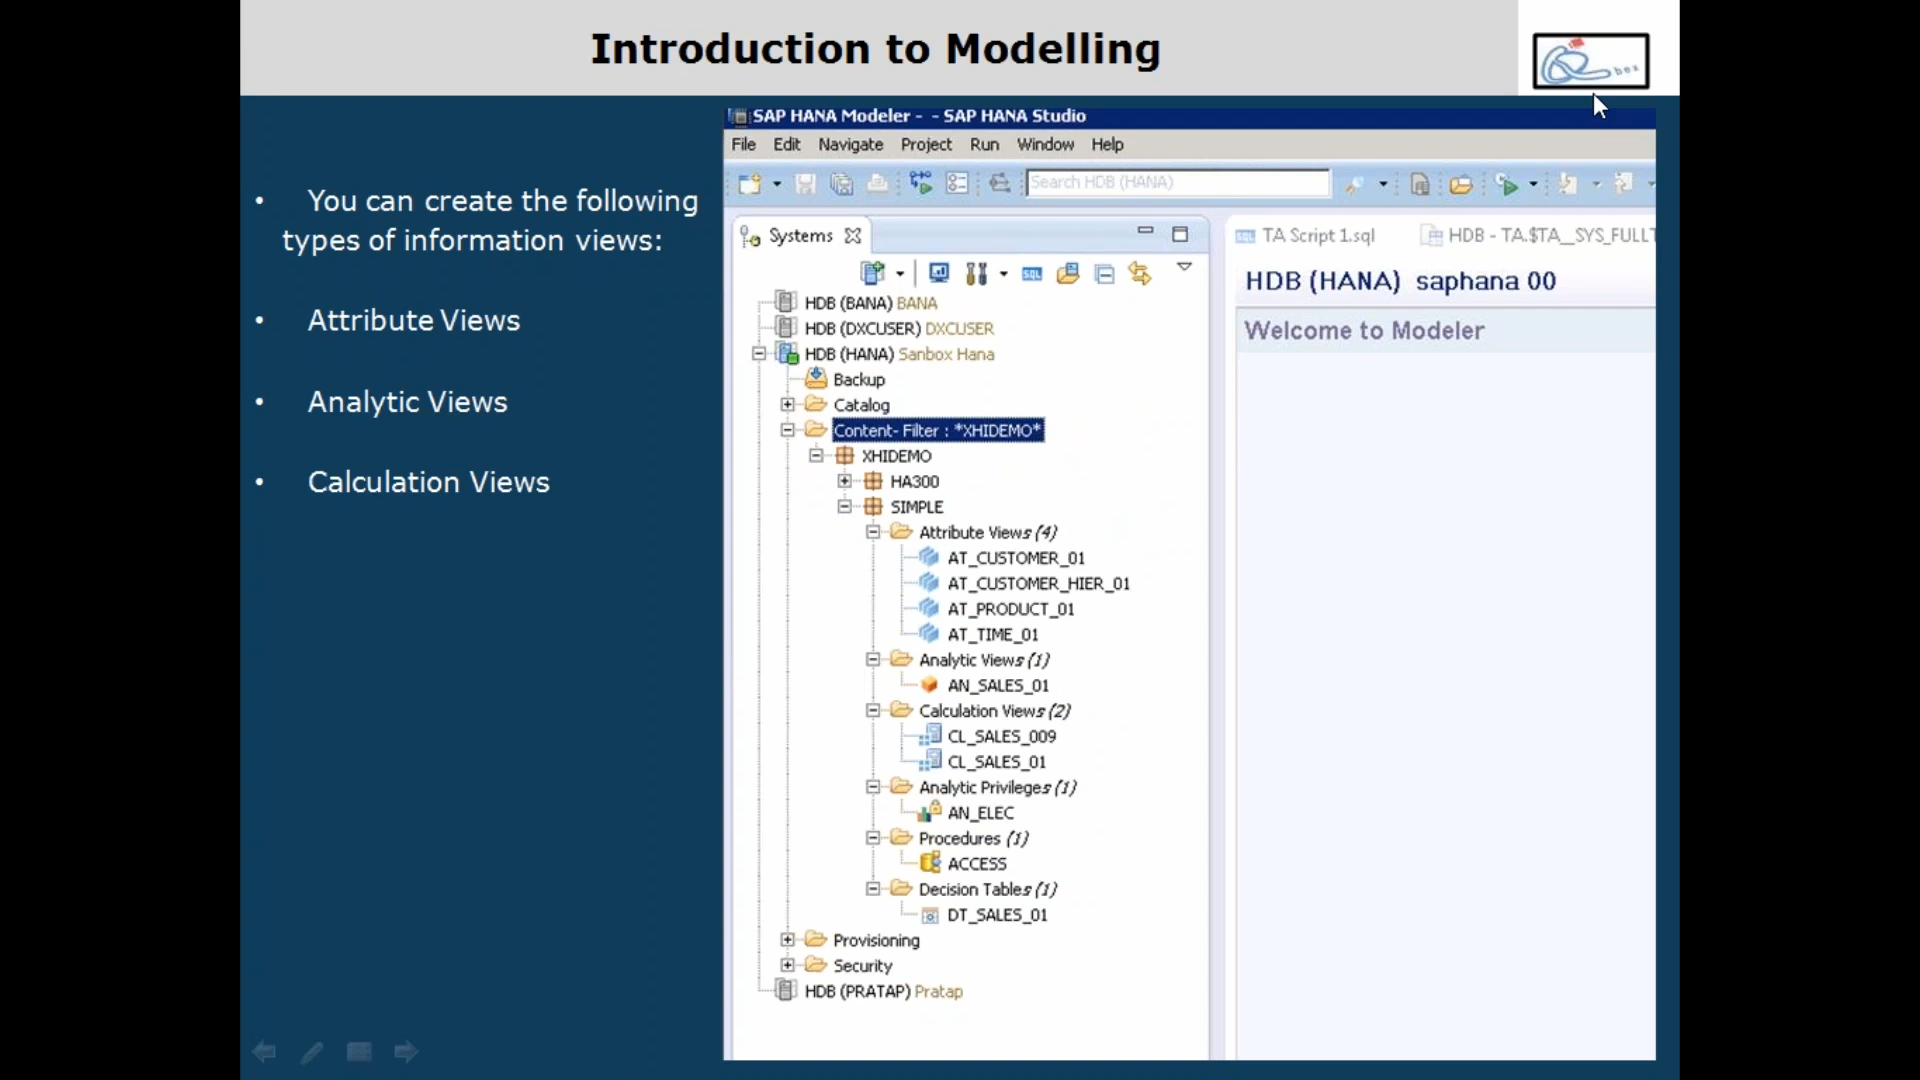 Introduction to Modelling
box
• You can create the following
types of information views:
• Attribute Views
• Analytic Views
• Calculation Views
SAP HANA Modeler - - SAP HANA Studio
File Edit Navigate Project Run Window Help
Search HDB (HANA)
Systems
SQL
HDB (BANA) BANA
HDB (DXCUSER) DXCUSER
HDB (HANA) Sanbox Hana
Backup
Catalog
Content- Filter : *XHIDEMO*
XHIDEMO
HA300
SIMPLE
Attribute Views (4)
AT_CUSTOMER_01
AT_CUSTOMER_HIER_01
AT_PRODUCT_01
AT_TIME_01
Analytic Views (1)
AN_SALES_01
Calculation Views (2)
CL_SALES_009
CL_SALES_01
Analytic Privileges (1)
AN_ELEC
Procedures (1)
ACCESS
Decision Tables (1)
DT_SALES_01
Provisioning
Security
HDB (PRATAP) Pratap
SQL TA Script 1.sql HDB - TA.$TA__SYS_FULLT
HDB (HANA) saphana 00
Welcome to Modeler